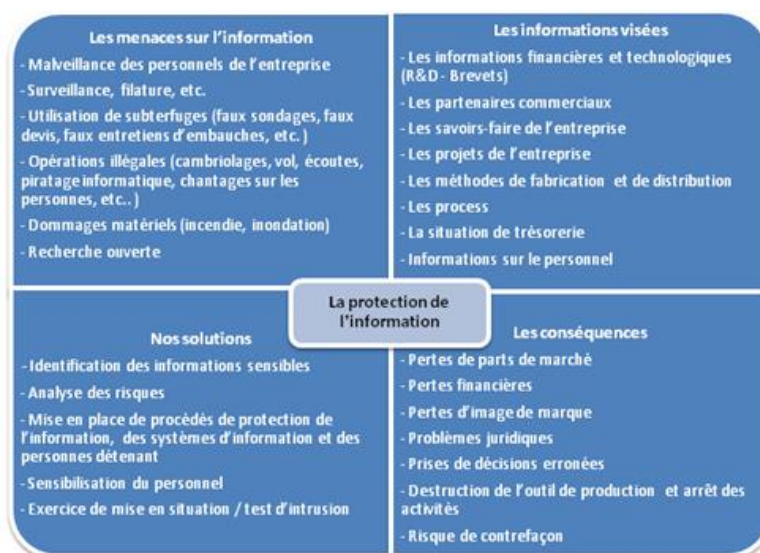 Les menaces sur l'information
- Malveillance des personnels de l'entreprise
- Surveillance, filature, etc.
- Utilisation de subterfuges (faux sondages, faux
devis, faux entretiens d'embauches, etc. )
- Opérations illégales (cambriolages, vol, écoutes,
piratage informatique, chantages sur les
personnes, etc.. )
- Dommages matériels (incendie, inondation)
- Recherche ouverte
Les informations visées
- Les informations financières et technologiques
(R&D - Brevets)
- Les partenaires commerciaux
- Les savoirs-faire de l'entreprise
- Les projets de l'entreprise
- Les méthodes de fabrication et de distribution
- Les process
- La situation de trésorerie
- Informations sur le personnel
La protection de
l'information
Nos solutions
- Identification des informations sensibles
- Analyse des risques
- Mise en place de procédés de protection de
l'information, des systèmes d'information et des
personnes détenant
- Sensibilisation du personnel
- Exercice de mise en situation / test d'intrusion
Les conséquences
- Pertes de parts de marché
- Pertes financières
- Pertes d'image de marque
- Problèmes juridiques
- Prises de décisions erronées
- Destruction de l'outil de production et arrêt des
activités
- Risque de contrefaçon